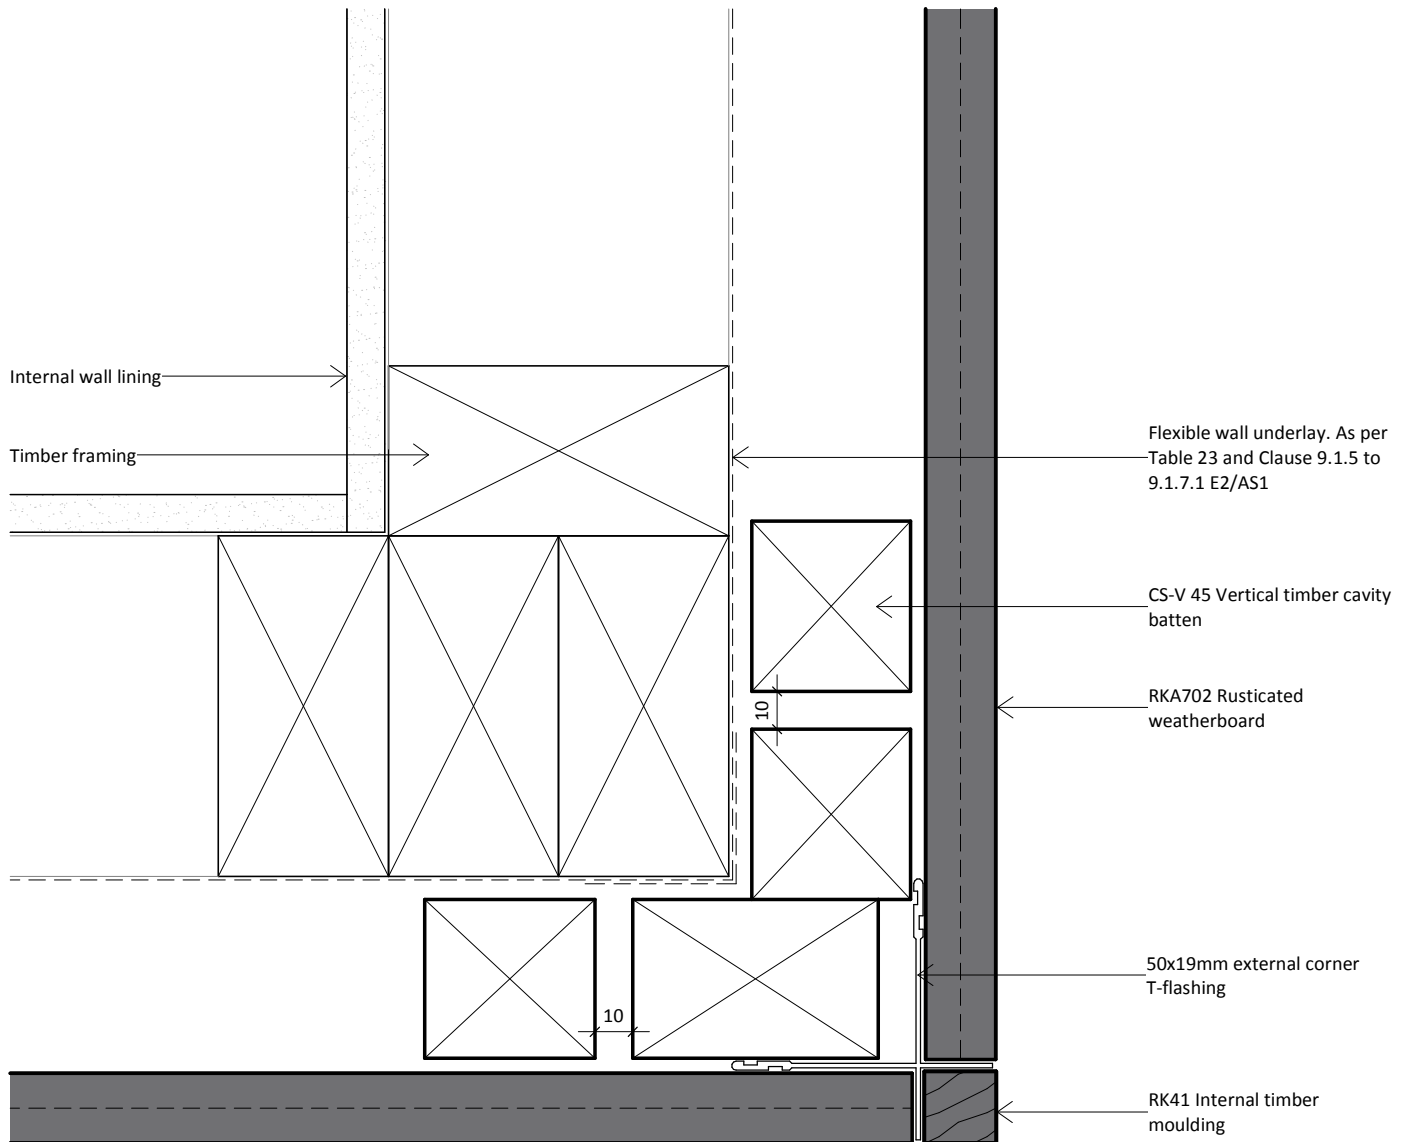 Internal wall lining
Timber framing
Flexible wall underlay. As per
Table 23 and Clause 9.1.5 to
9.1.7.1 E2/AS1
CS-V 45 Vertical timber cavity
batten
10
RKA702 Rusticated
weatherboard
50x19mm external corner
T-flashing
10
RK41 Internal timber
moulding